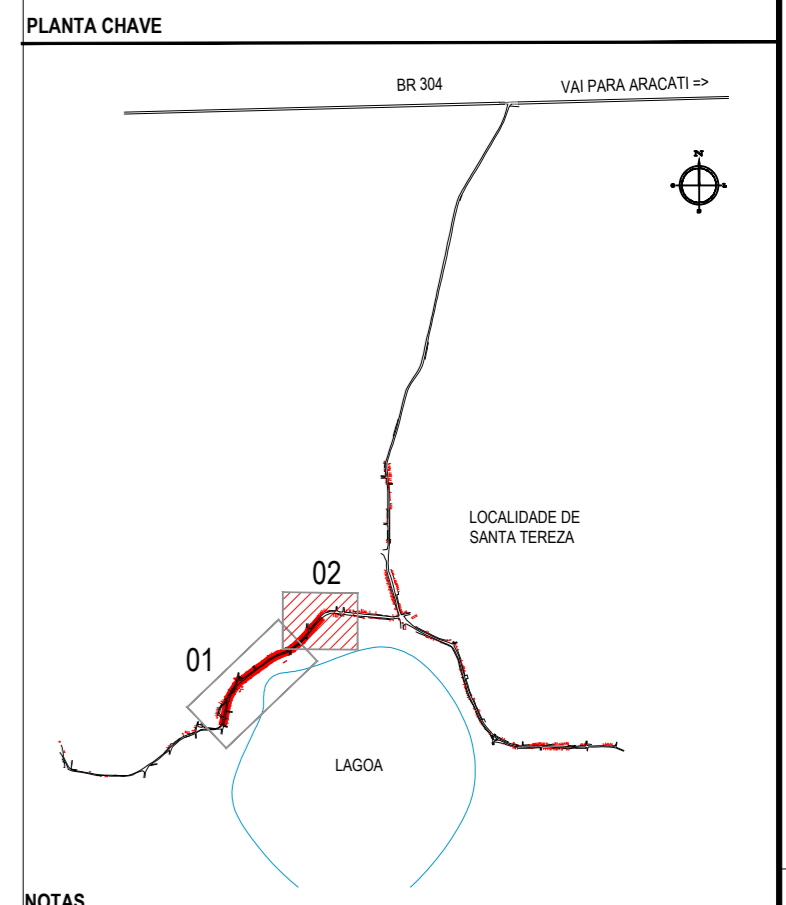 PLANTA CHAVE
BR 304
VAI PARA ARACATI =>
N
LOCALIDADE DE
SANTA TEREZA
02
01
LAGOA
NOTAS